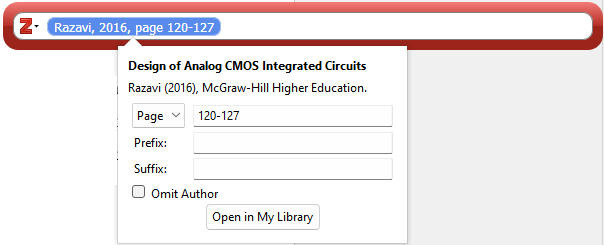 Z Razavi, 2016, page 120-127
Design of Analog CMOS Integrated Circuits
Razavi (2016), McGraw-Hill Higher Education.
Page 120-127
Prefix:
Suffix:
Omit Author
Open in My Library